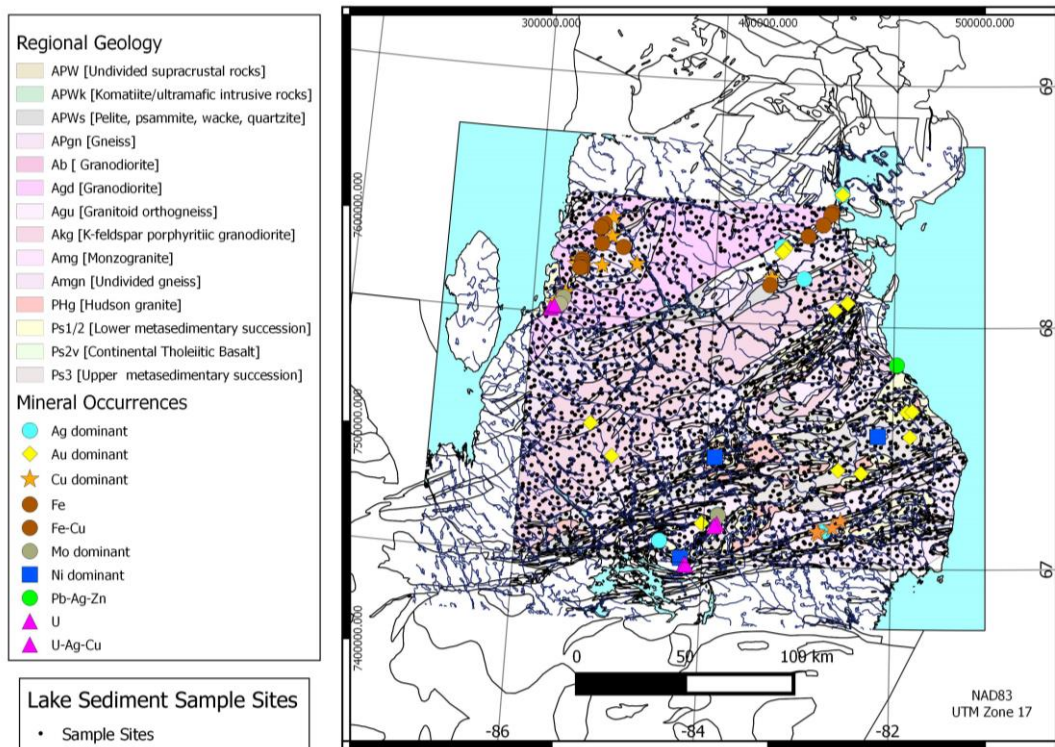 Regional Geology
APW [Undivided supracrustal rocks]
APWk [Komatiite/ultramafic intrusive rocks]
APWs [Pelite, psammite, wacke, quartzite]
APgn [Gneiss]
Ab [ Granodiorite]
Agd [Granodiorite]
Agu [Granitoid orthogneiss]
Akg [K-feldspar porphyritiic granodiorite]
Amg [Monzogranite]
Amgn [Undivided gneiss]
PHg [Hudson granite]
Ps1/2 [Lower metasedimentary succession]
Ps2v [Continental Tholeiitic Basalt]
Ps3 [Upper metasedimentary succession]
Mineral Occurrences
Ag dominant
Au dominant
Cu dominant
Fe
Fe-Cu
Mo dominant
Ni dominant
Pb-Ag-Zn
U
U-Ag-Cu
Lake Sediment Sample Sites
Sample Sites
300000.000
400000.000
500000.000
7600000.000
7500000.000
7400000.000
69
68
67
0 50 100 km
-86
-84
-82
NAD83
UTM Zone 17